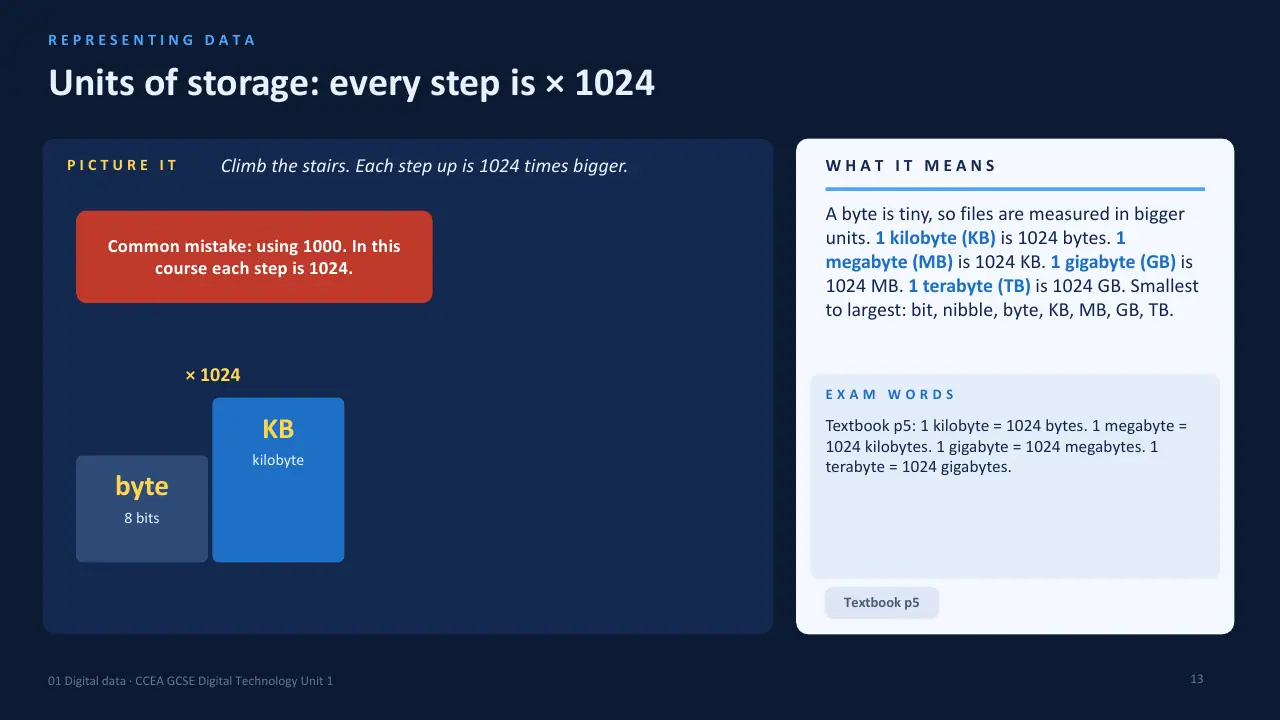 REPRESENTING DATA
Units of storage: every step is × 1024
PICTURE IT
Climb the stairs. Each step up is 1024 times bigger.
Common mistake: using 1000. In this
course each step is 1024.
× 1024
KB
kilobyte
byte
8 bits
WHAT IT MEANS
A byte is tiny, so files are measured in bigger
units. 1 kilobyte (KB) is 1024 bytes. 1
megabyte (MB) is 1024 KB. 1 gigabyte (GB) is
1024 MB. 1 terabyte (TB) is 1024 GB. Smallest
to largest: bit, nibble, byte, KB, MB, GB, TB.
EXAM WORDS
Textbook p5: 1 kilobyte = 1024 bytes. 1 megabyte =
1024 kilobytes. 1 gigabyte = 1024 megabytes. 1
terabyte = 1024 gigabytes.
Textbook p5
01 Digital data · CCEA GCSE Digital Technology Unit 1
13